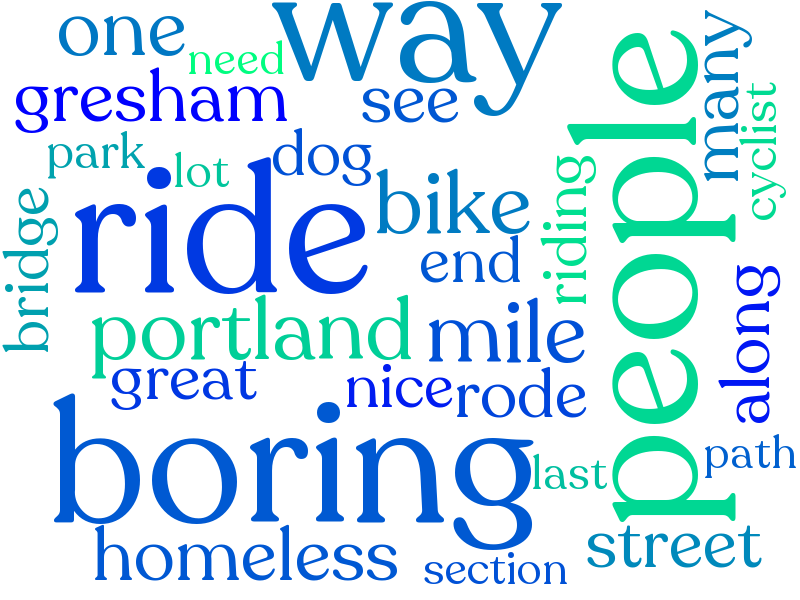 one
way
need
gresham
see
people
many
cyclist
park
lot
dog
bridge
ride
bike
riding
end
along
portland
mile
great
nice
rode
boring
last
path
homeless
section
street